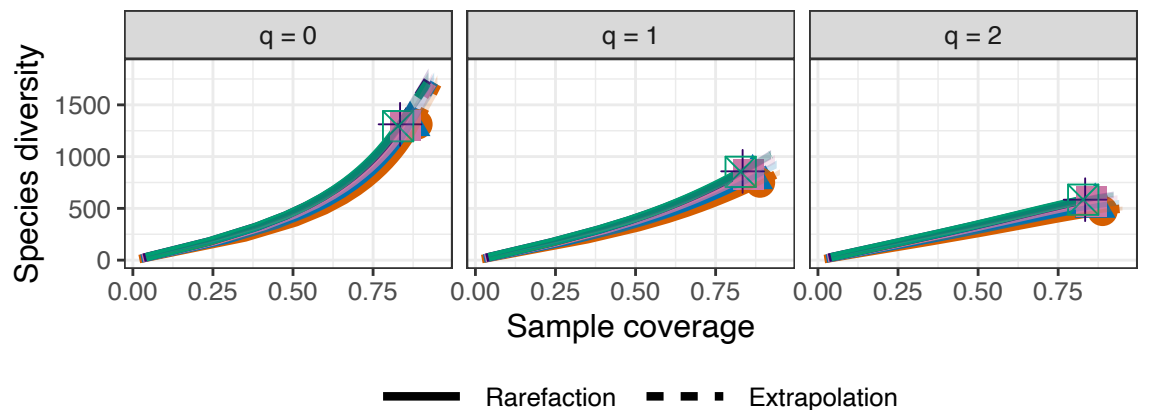 q = 0 q = 1 q = 2
Species diversity
1500
1000
500
0
0.00 0.25 0.50 0.75 0.00 0.25 0.50 0.75 0.00 0.25 0.50 0.75
Sample coverage
Rarefaction Extrapolation